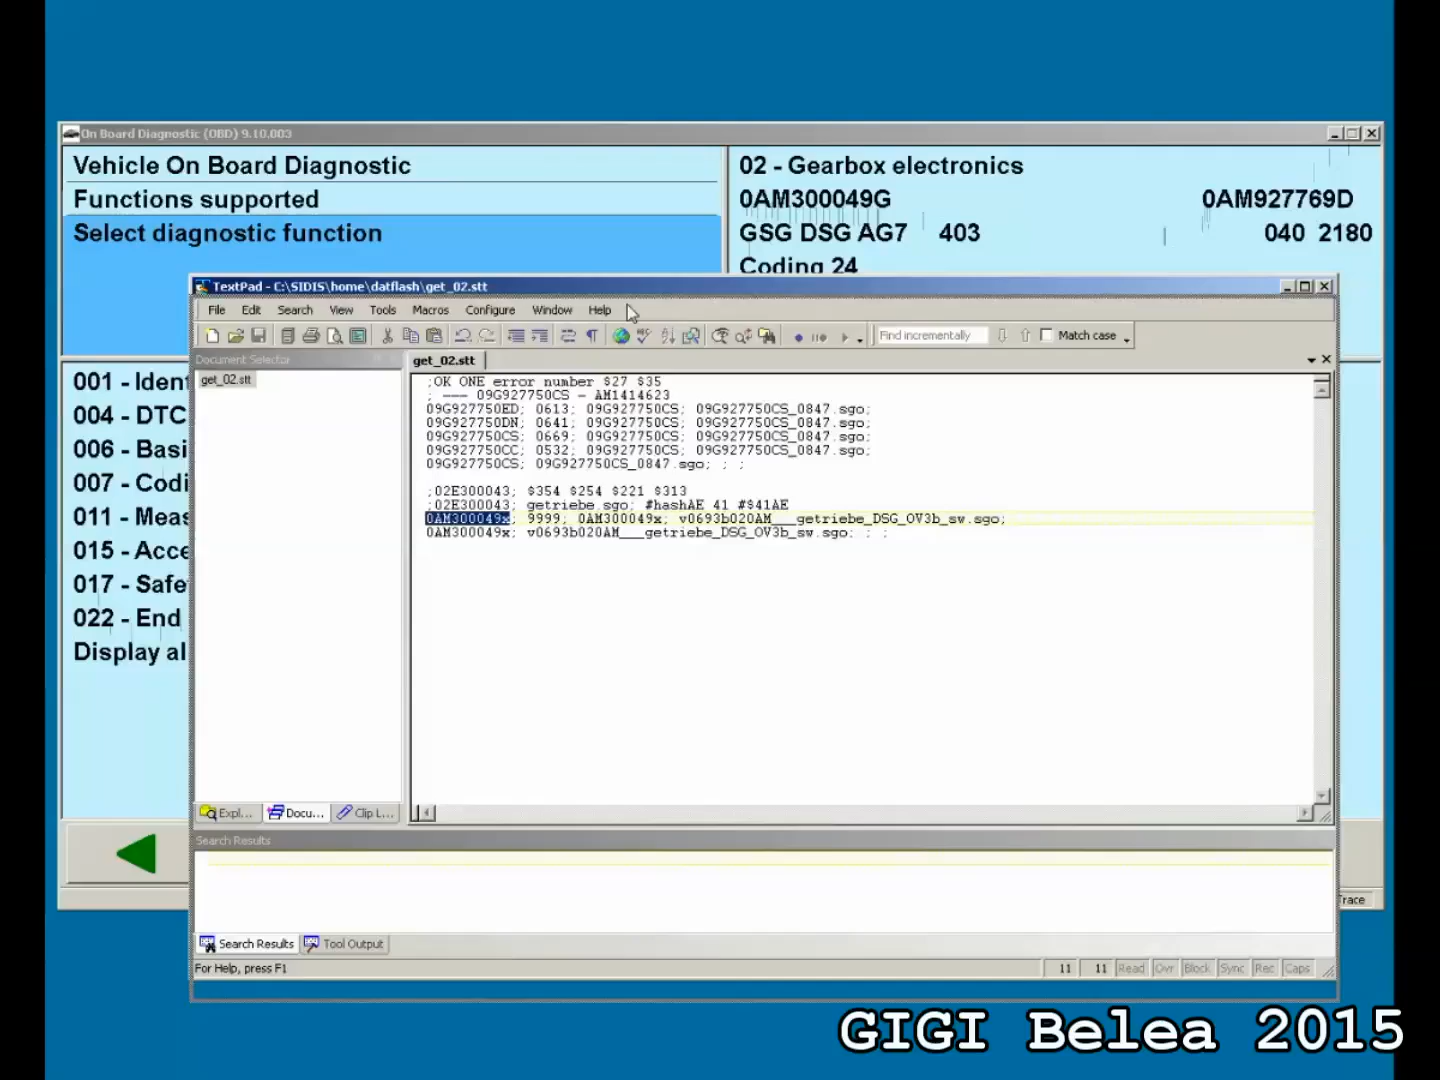 On Board Diagnostic (OBD) 9.10.003
Vehicle On Board Diagnostic
Functions supported
Select diagnostic function
02 - Gearbox electronics
0AM300049G 0AM927769D
GSG DSG AG7 403 040 2180
Coding 24
001 - Iden
004 - DTC
006 - Basi
007 - Codi
011 - Meas
015 - Acce
017 - Safe
022 - End
Display al
TextPad - C:\SIDIS\home\datflash\get_02.stt
File Edit Search View Tools Macros Configure Window Help
Find incrementally Match case
Document Selector
get_02.stt
get_02.stt
;OK ONE error number $27 $35
; --- 09G927750CS - AM1414623
09G927750ED; 0613; 09G927750CS; 09G927750CS_0847.sgo;
09G927750DN; 0641; 09G927750CS; 09G927750CS_0847.sgo;
09G927750CS; 0669; 09G927750CS; 09G927750CS_0847.sgo;
09G927750CC; 0532; 09G927750CS; 09G927750CS_0847.sgo;
09G927750CS; 09G927750CS_0847.sgo; ; ;
;02E300043; $354 $254 $221 $313
;02E300043; getriebe.sgo; #hashAE 41 #$41AE
0AM300049x; 9999; 0AM300049x; v0693b020AM___getriebe_DSG_OV3b_sw.sgo;
0AM300049x; v0693b020AM___getriebe_DSG_OV3b_sw.sgo; ; ;
Expl... Docu... Clip L...
Search Results
Search Results Tool Output
For Help, press F1
11 11 Read Ovr Block Sync Rec Caps
Trace
GIGI Belea 2015